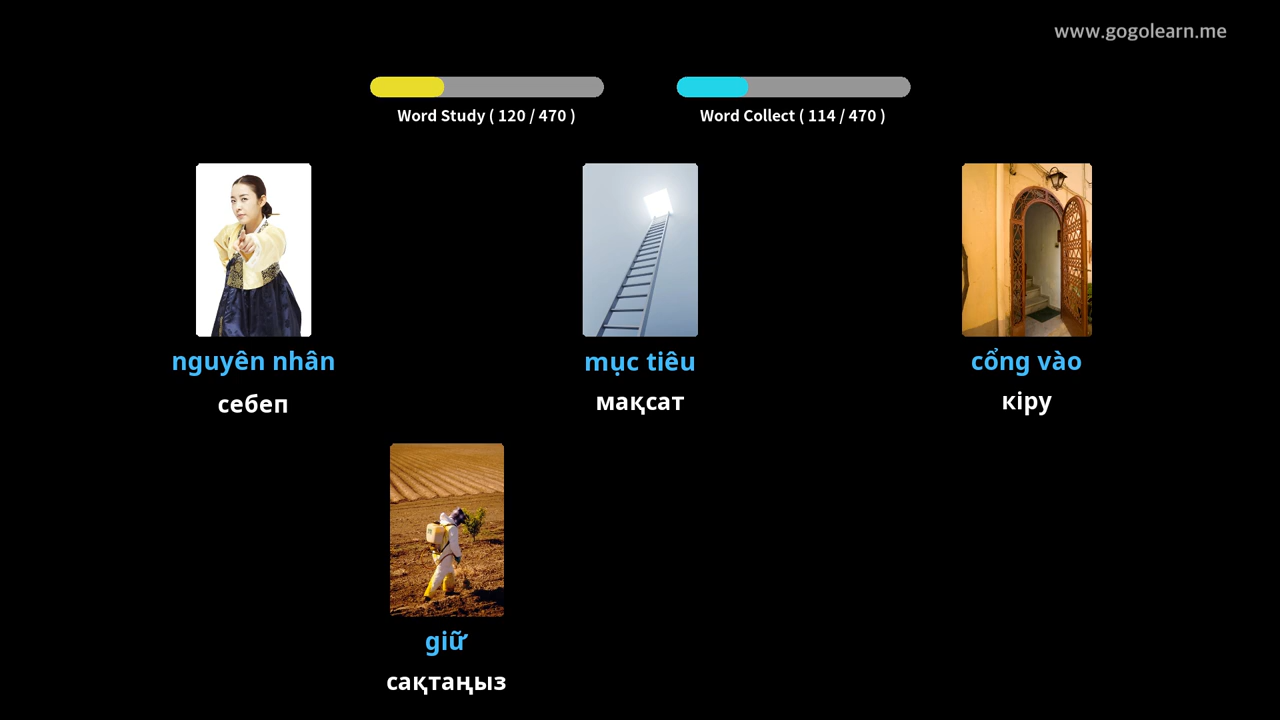 www.gogolearn.me
Word Study ( 120 / 470 )
Word Collect ( 114 / 470 )
nguyên nhân
себеп
mục tiêu
мақсат
cổng vào
кіру
giữ
сақтаңыз